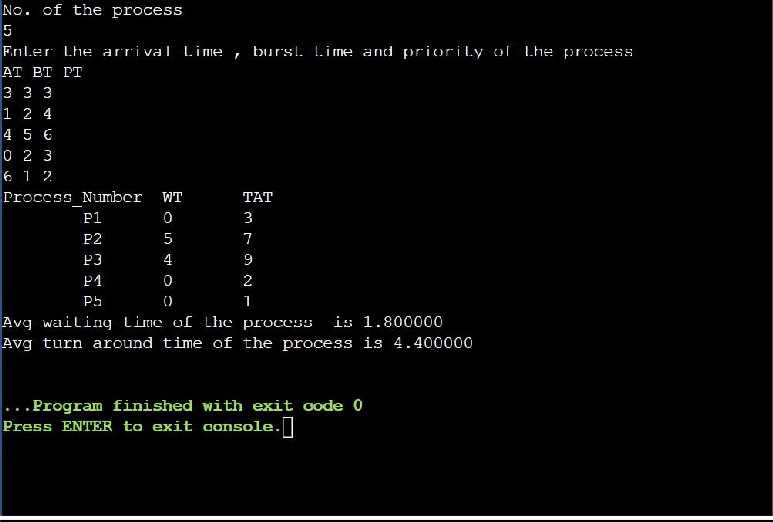 No. of the process
5
Enter the arrival time , burst time and priority of the process
AT BT PT
3 3 3
1 2 4
4 5 6
0 2 3
6 1 2
Process_Number WT TAT
P1 0 3
P2 5 7
P3 4 9
P4 0 2
P5 0 1
Avg waiting time of the process is 1.800000
Avg turn around time of the process is 4.400000
...Program finished with exit code 0
Press ENTER to exit console.